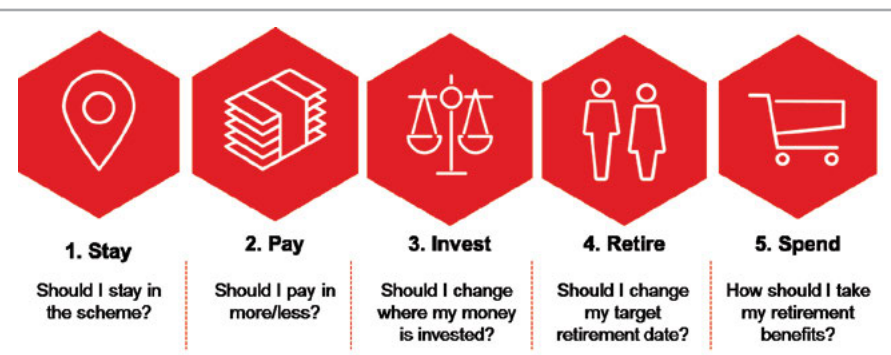 1. Stay
Should I stay in
the scheme?
2. Pay
Should I pay in
more/less?
3. Invest
Should I change
where my money
is invested?
4. Retire
Should I change
my target
retirement date?
5. Spend
How should I take
my retirement
benefits?